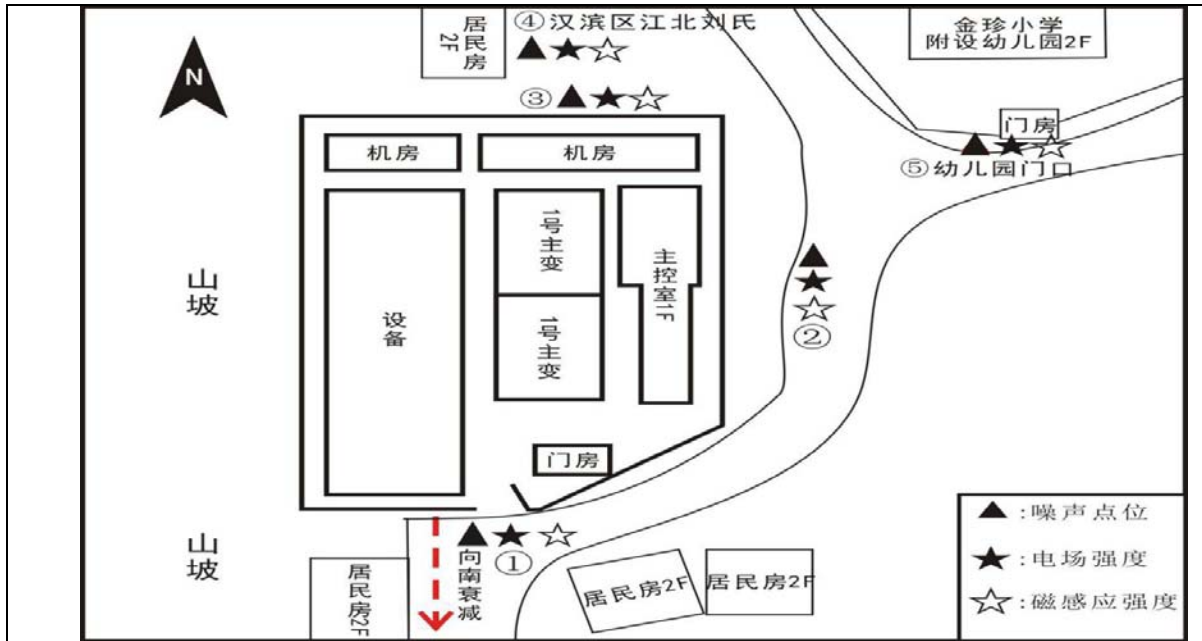 ④汉滨区江北刘氏
居民房
2F
金珍小学
附设幼儿园2F
N
③
门房
机房
机房
⑤幼儿园门口
1号主变
主控室1F
山坡
设备
1号主变
②
门房
▲:噪声点位
山坡
①
向南衰减
★:电场强度
居民房2F
居民房2F
居民房2F
☆:磁感应强度